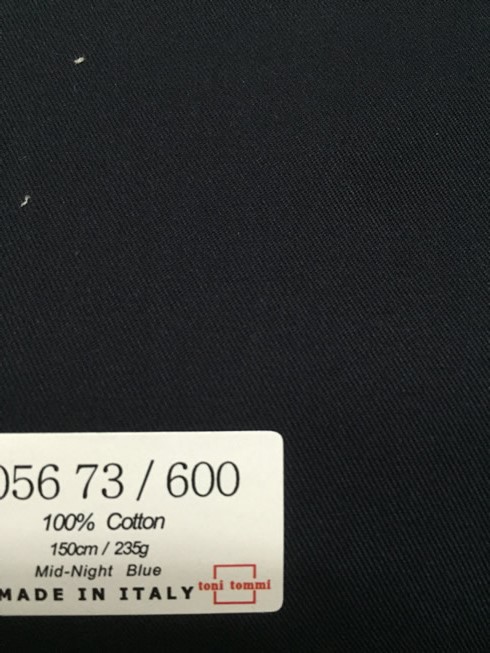 056 73 / 600
100% Cotton
150cm / 235g
Mid-Night Blue
MADE IN ITALY
toni tommi